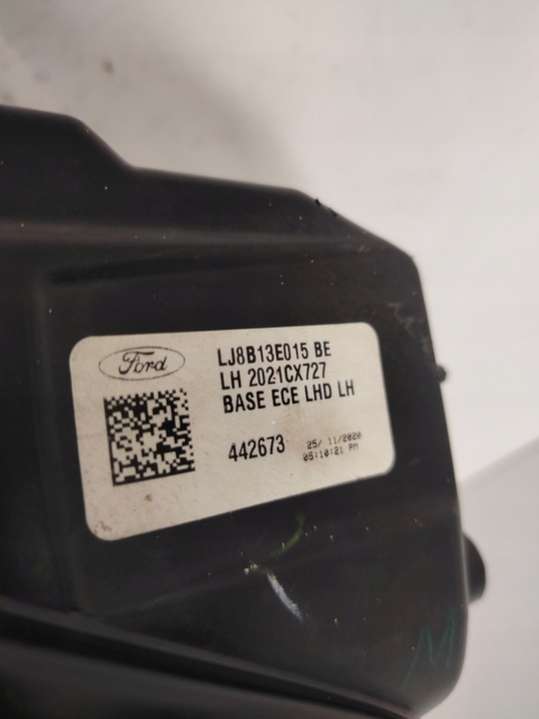 Ford
LJ8B13E015 BE
LH 2021CX727
BASE ECE LHD LH
442673
25/ 11/2020
05:10:21 PM
M